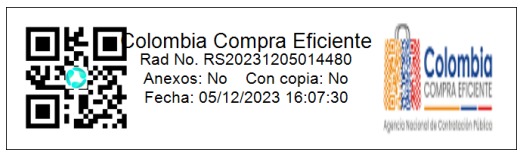 Colombia Compra Eficiente
Rad No. RS20231205014480
Anexos: No Con copia: No
Fecha: 05/12/2023 16:07:30
Colombia
COMPRA EFICIENTE
Agencia Nacional de Contratación Pública